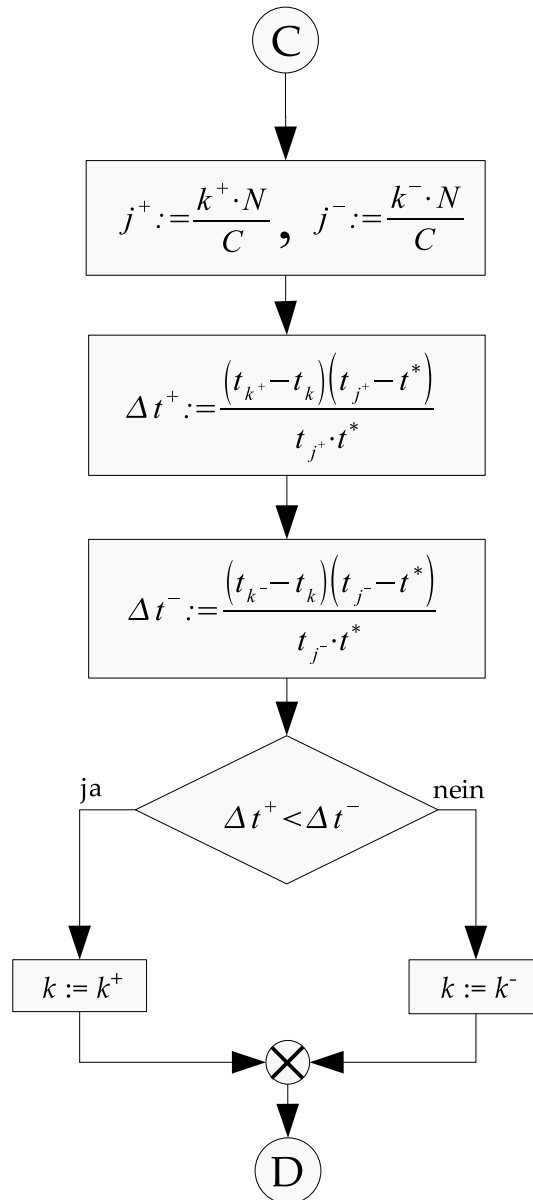 C
j⁺ := k⁺·N / C , j⁻ := k⁻·N / C
Δt⁺ := (t_{k⁺} − t_k)(t_{j⁺} − t*) / t_{j⁺}·t*
Δt⁻ := (t_{k⁻} − t_k)(t_{j⁻} − t*) / t_{j⁻}·t*
ja
nein
Δt⁺ < Δt⁻
k := k⁺
k := k⁻
D